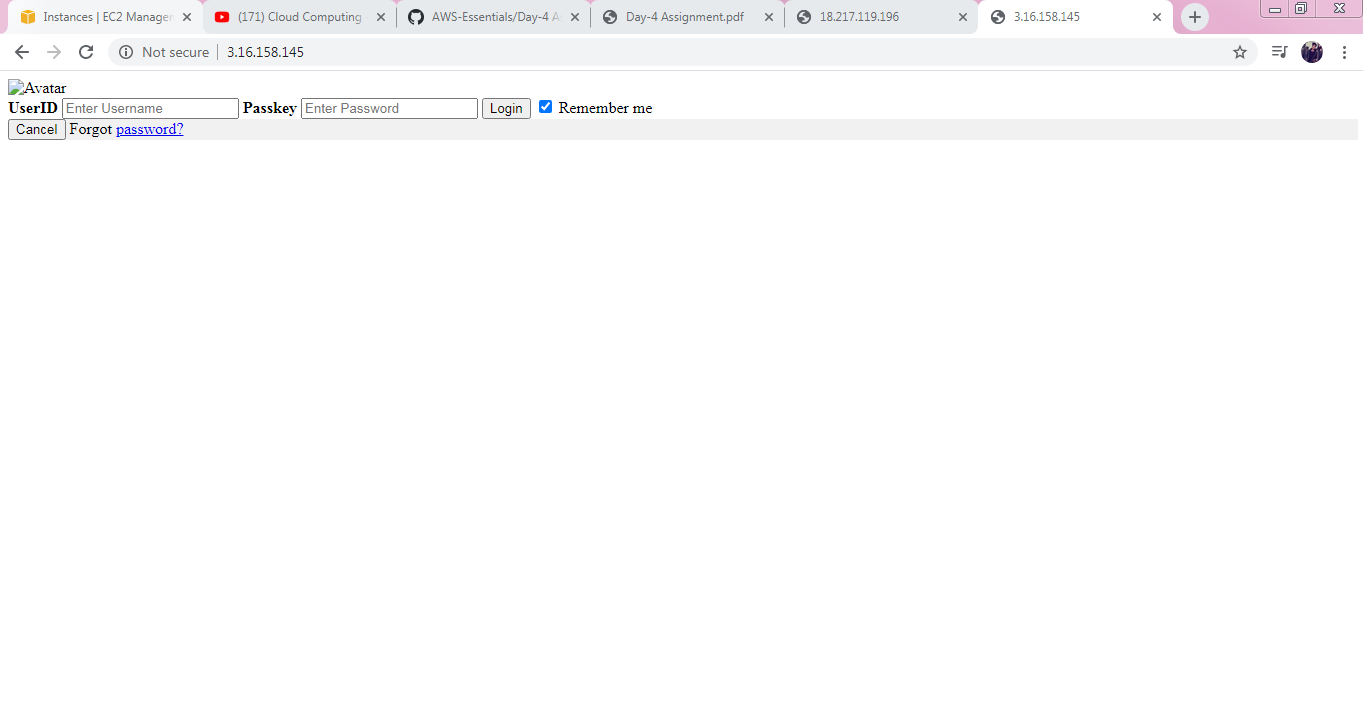 Instances | EC2 Manager
(171) Cloud Computing
AWS-Essentials/Day-4 A
Day-4 Assignment.pdf
18.217.119.196
3.16.158.145
Not secure
3.16.158.145
Avatar
UserID Enter Username Passkey Enter Password Login Remember me
Cancel Forgot password?